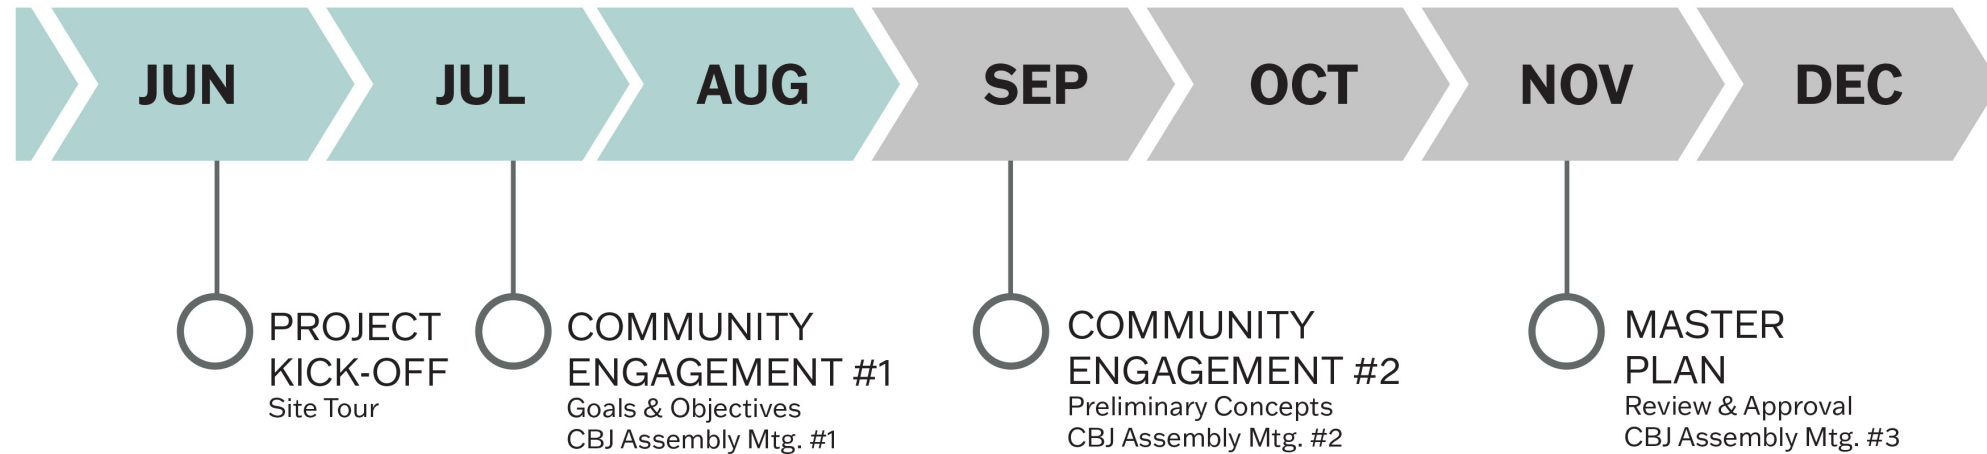 JUN JUL AUG SEP OCT NOV DEC
PROJECT
KICK-OFF
Site Tour
COMMUNITY
ENGAGEMENT #1
Goals & Objectives
CBJ Assembly Mtg. #1
COMMUNITY
ENGAGEMENT #2
Preliminary Concepts
CBJ Assembly Mtg. #2
MASTER
PLAN
Review & Approval
CBJ Assembly Mtg. #3